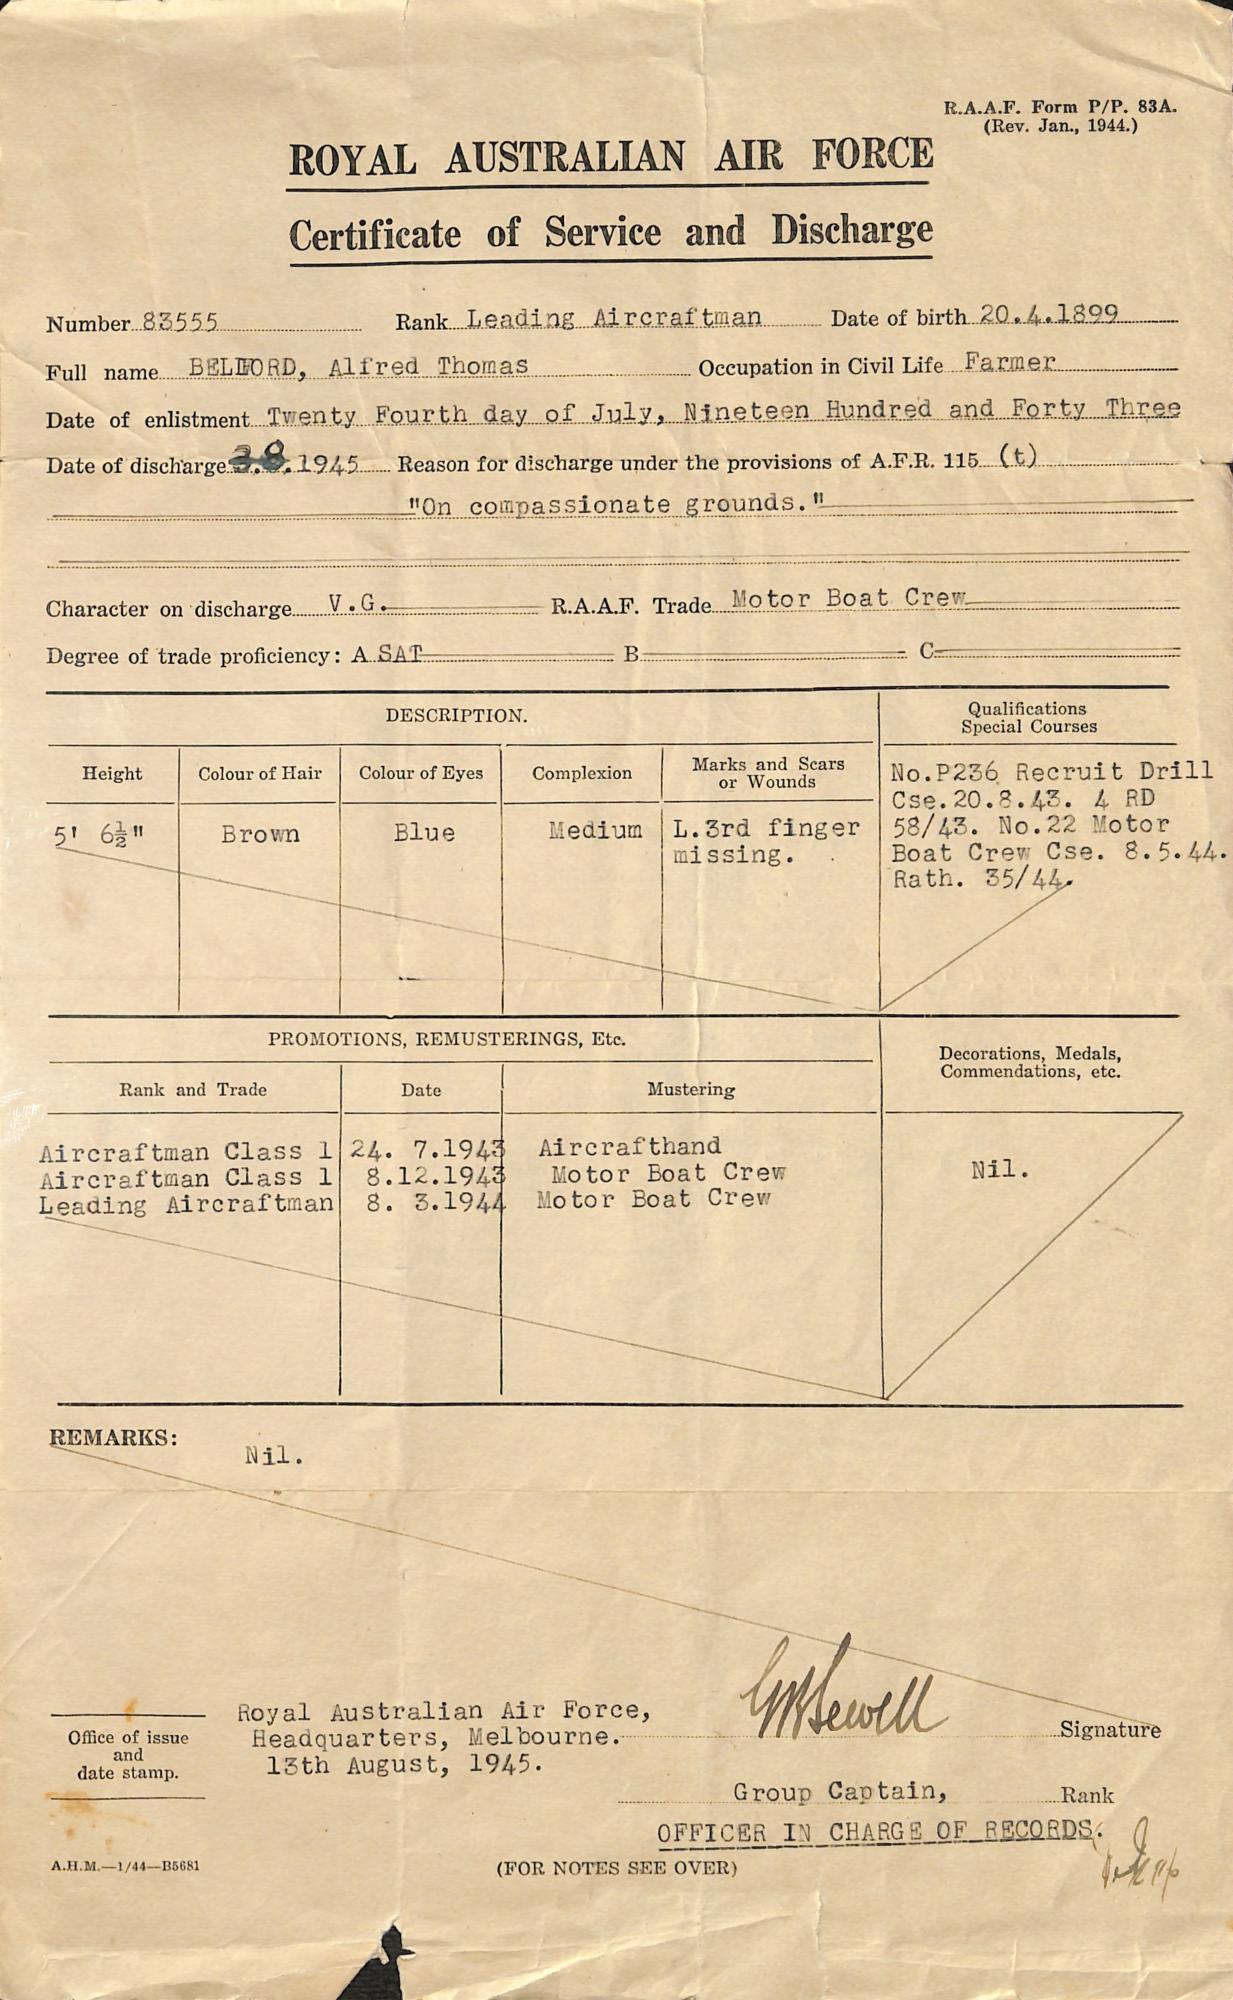 R.A.A.F. Form P/P. 83A.
(Rev. Jan., 1944.)
ROYAL AUSTRALIAN AIR FORCE
Certificate of Service and Discharge
Number 83555 Rank Leading Aircraftman Date of birth 20.4.1899
Full name BELFORD, Alfred Thomas Occupation in Civil Life Farmer
Date of enlistment Twenty Fourth day of July, Nineteen Hundred and Forty Three
Date of discharge 3.8.1945 Reason for discharge under the provisions of A.F.R. 115 (t)
"On compassionate grounds."
Character on discharge V.G. R.A.A.F. Trade Motor Boat Crew
Degree of trade proficiency: A SAT B C
DESCRIPTION.
Qualifications
Special Courses
Height Colour of Hair Colour of Eyes Complexion Marks and Scars
or Wounds
5' 6½" Brown Blue Medium L.3rd finger
missing.
No.P236 Recruit Drill
Cse.20.8.43. 4 RD
58/43. No.22 Motor
Boat Crew Cse. 8.5.44.
Rath. 35/44.
PROMOTIONS, REMUSTERINGS, Etc.
Decorations, Medals,
Commendations, etc.
Rank and Trade Date Mustering
Aircraftman Class 1 24. 7.1943 Aircrafthand
Aircraftman Class 1 8.12.1943 Motor Boat Crew
Leading Aircraftman 8. 3.1944 Motor Boat Crew
Nil.
REMARKS:
Nil.
Office of issue
and
date stamp.
Royal Australian Air Force,
Headquarters, Melbourne.
13th August, 1945.
GMSewell Signature
Group Captain, Rank
OFFICER IN CHARGE OF RECORDS.
A.H.M.—1/44—B5681
(FOR NOTES SEE OVER)